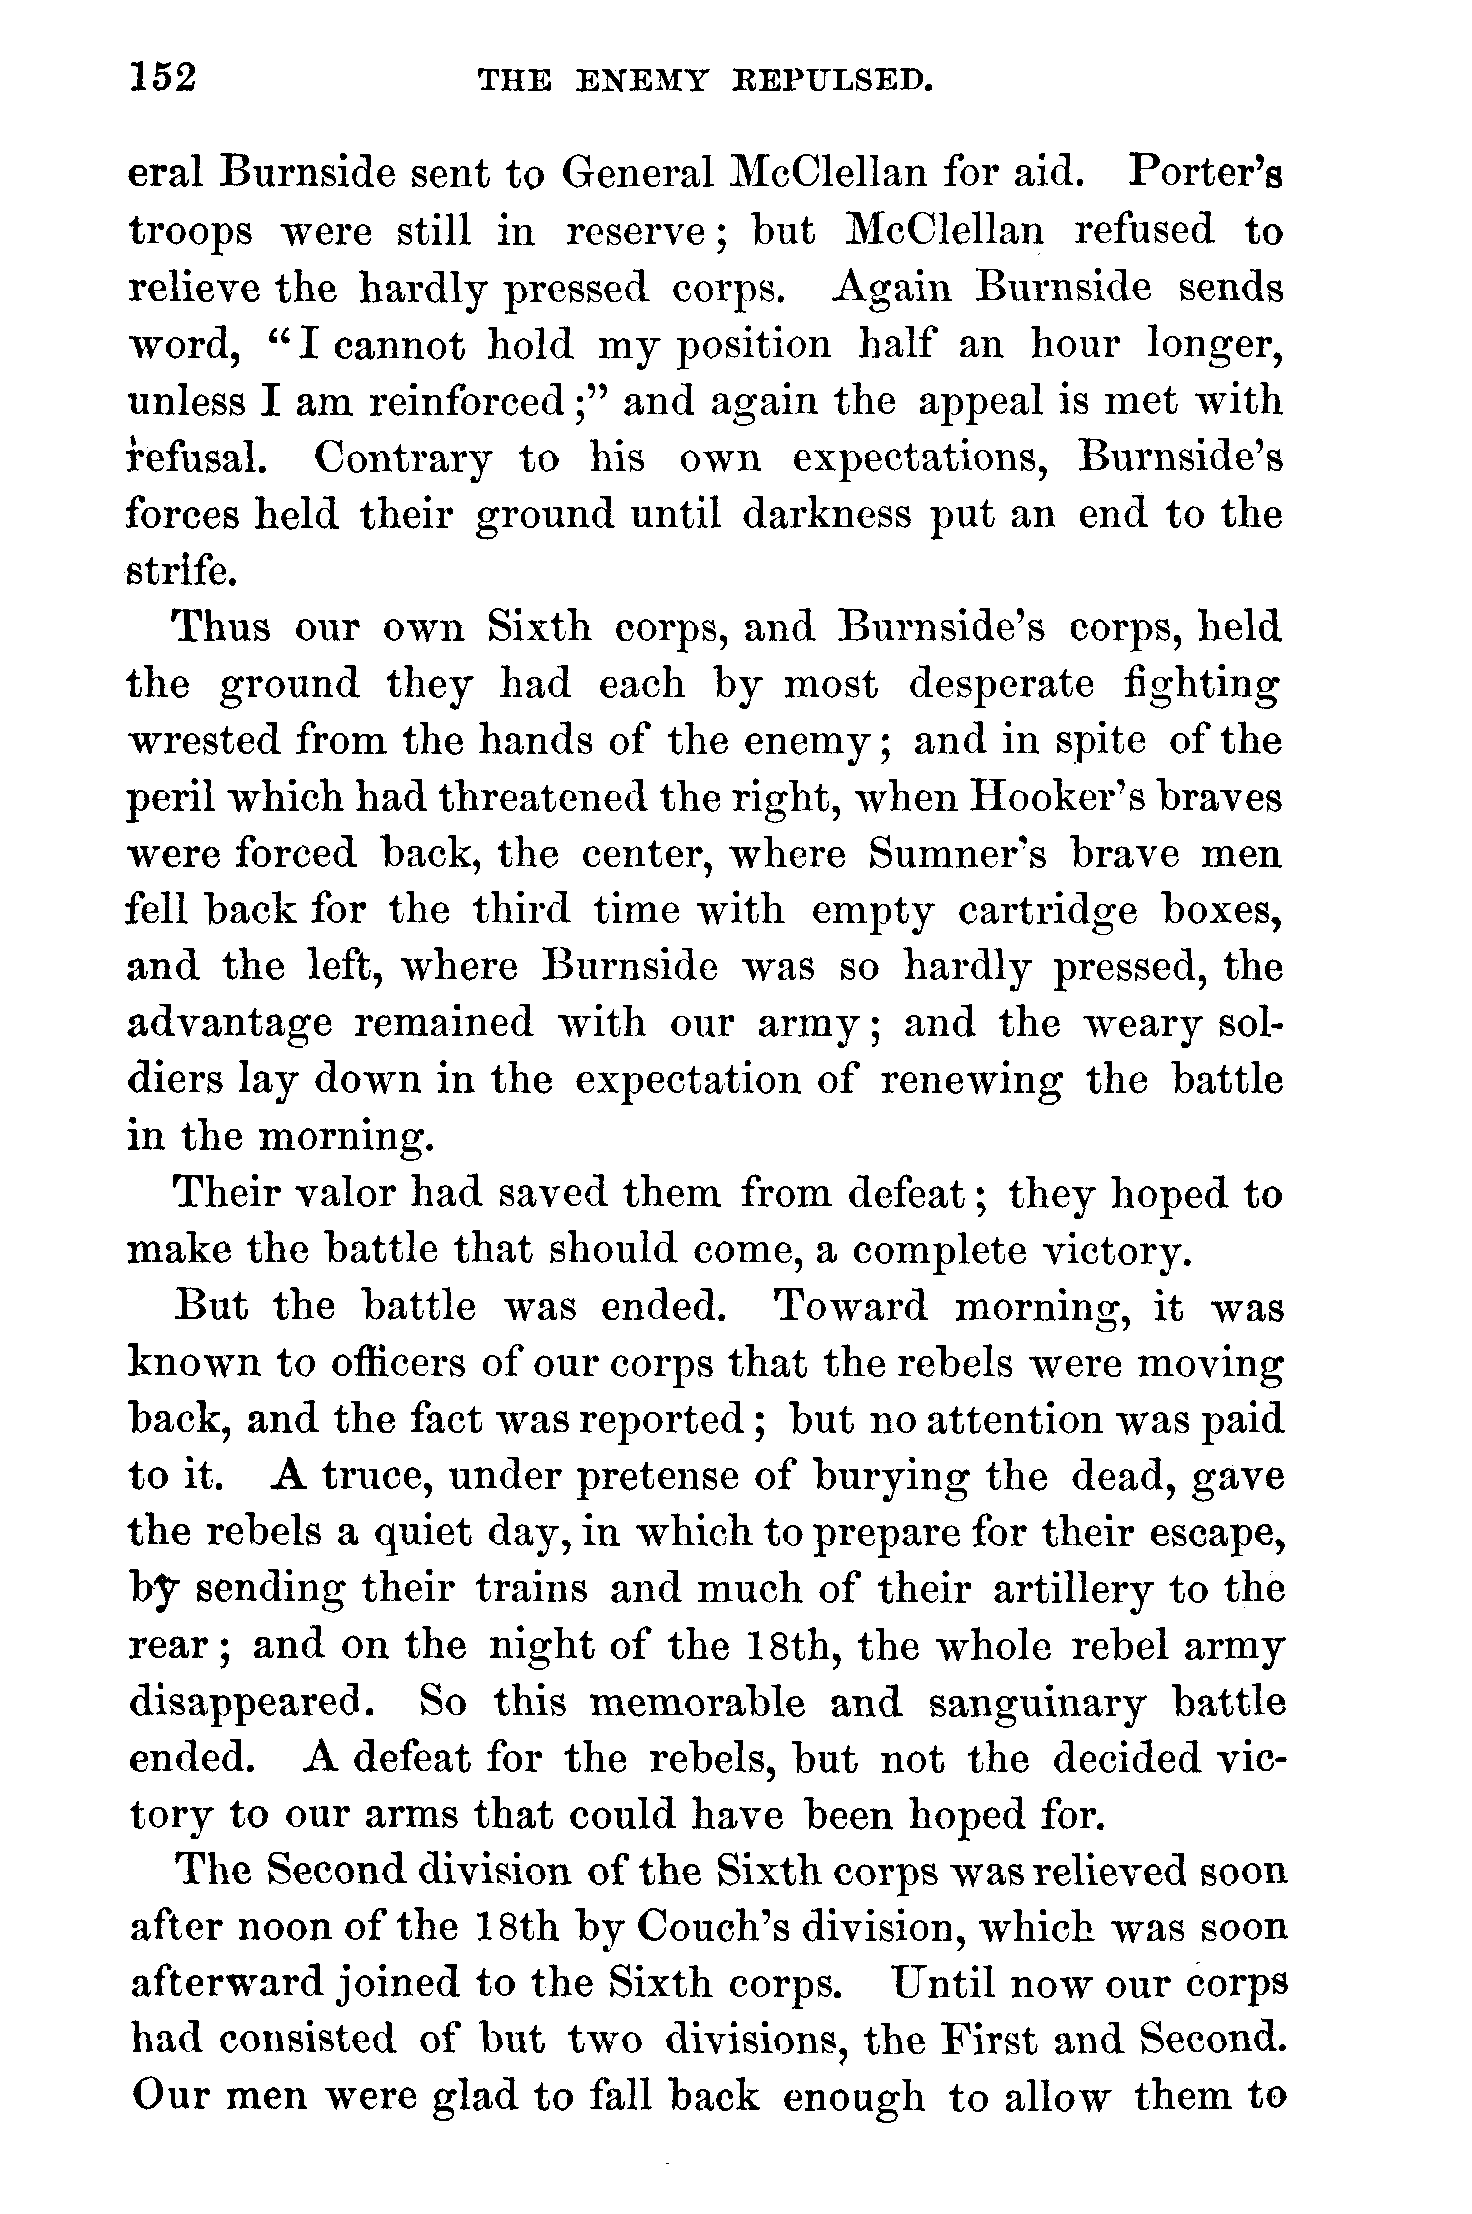 152 THE ENEMY REPULSED.
eral Burnside sent to General McClellan for aid. Porter's
troops were still in reserve; but McClellan refused to
relieve the hardly pressed corps. Again Burnside sends
word, "I cannot hold my position half an hour longer,
unless I am reinforced;" and again the appeal is met with
refusal. Contrary to his own expectations, Burnside's
forces held their ground until darkness put an end to the
strife.
Thus our own Sixth corps, and Burnside's corps, held
the ground they had each by most desperate fighting
wrested from the hands of the enemy; and in spite of the
peril which had threatened the right, when Hooker's braves
were forced back, the center, where Sumner's brave men
fell back for the third time with empty cartridge boxes,
and the left, where Burnside was so hardly pressed, the
advantage remained with our army; and the weary sol-
diers lay down in the expectation of renewing the battle
in the morning.
Their valor had saved them from defeat; they hoped to
make the battle that should come, a complete victory.
But the battle was ended. Toward morning, it was
known to officers of our corps that the rebels were moving
back, and the fact was reported; but no attention was paid
to it. A truce, under pretense of burying the dead, gave
the rebels a quiet day, in which to prepare for their escape,
by sending their trains and much of their artillery to the
rear; and on the night of the 18th, the whole rebel army
disappeared. So this memorable and sanguinary battle
ended. A defeat for the rebels, but not the decided vic-
tory to our arms that could have been hoped for.
The Second division of the Sixth corps was relieved soon
after noon of the 18th by Couch's division, which was soon
afterward joined to the Sixth corps. Until now our corps
had consisted of but two divisions, the First and Second.
Our men were glad to fall back enough to allow them to